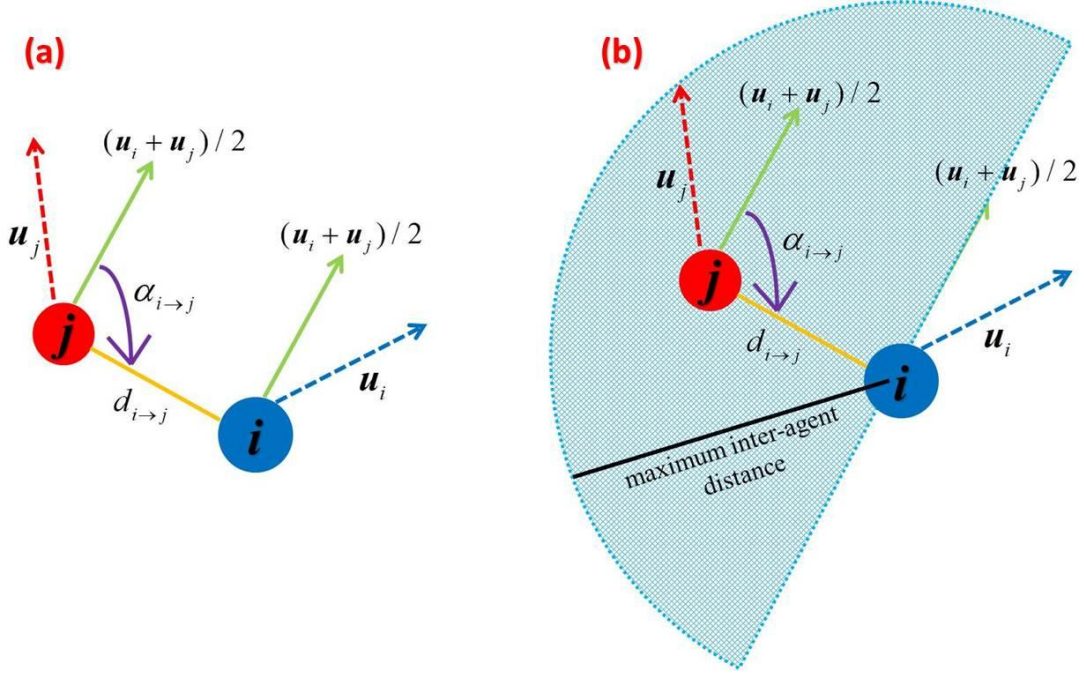 (a)
(u_i + u_j) / 2
u_j
(u_i + u_j) / 2
α_{i→j}
j
d_{i→j}
u_i
i
(b)
(u_i + u_j) / 2
(u_i + u_j) / 2
u_j
α_{i→j}
j
d_{i→j}
u_i
i
maximum inter-agent
distance